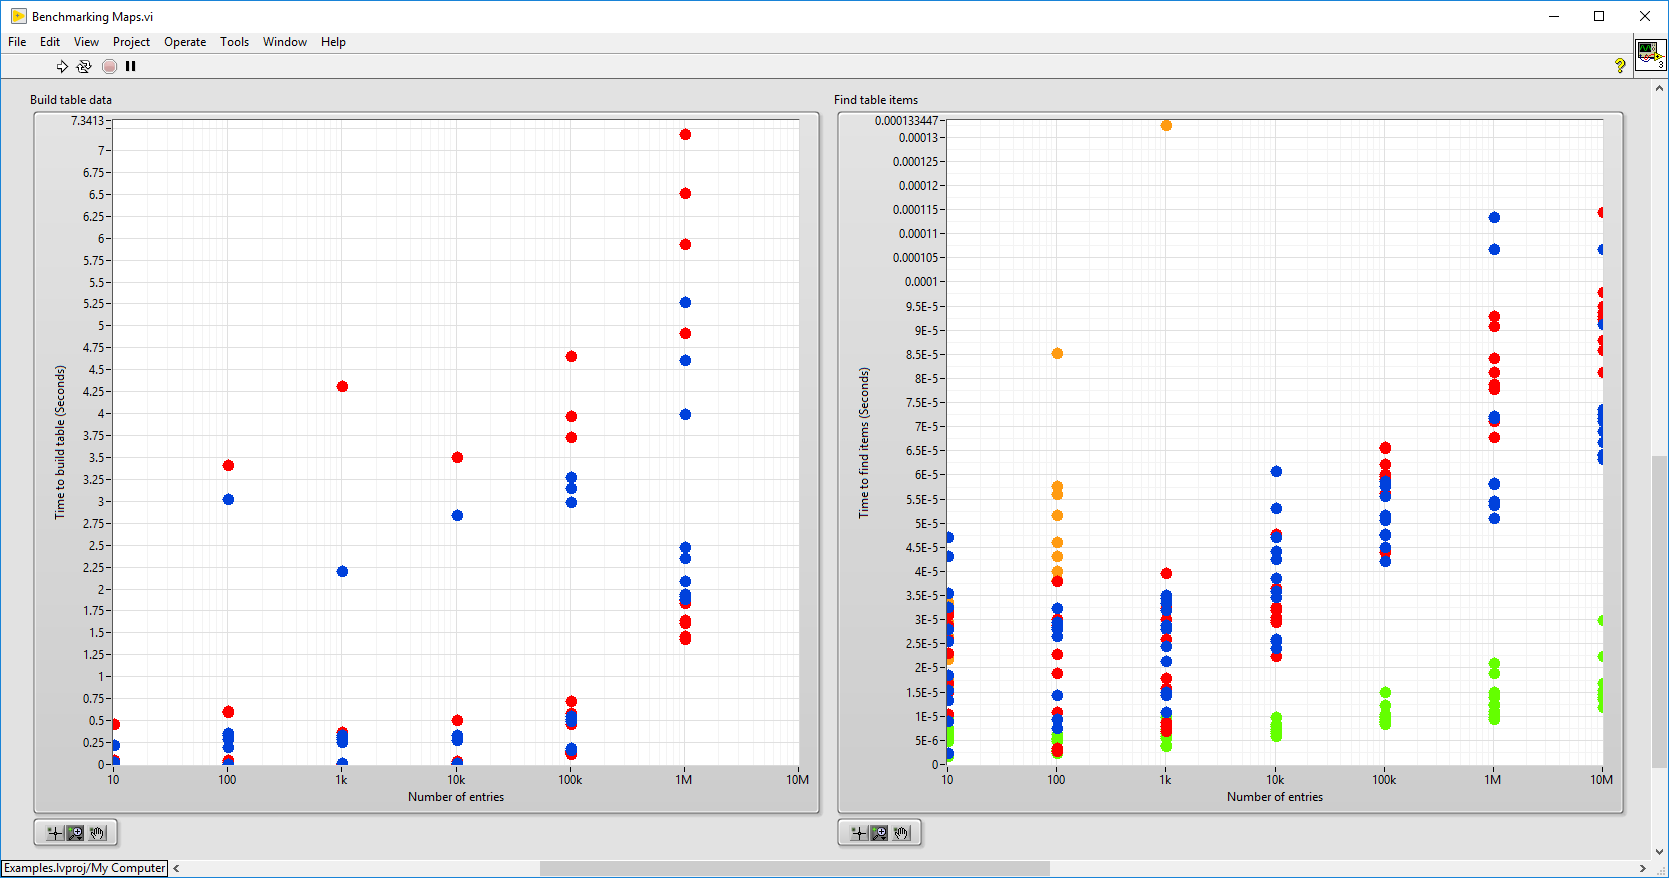 Benchmarking Maps.vi
File Edit View Project Operate Tools Window Help
3
Build table data
7.3413
7
6.75
6.5
6.25
6
5.75
5.5
5.25
5
4.75
4.5
4.25
4
3.75
3.5
3.25
3
2.75
2.5
2.25
2
1.75
1.5
1.25
1
0.75
0.5
0.25
0
Time to build table (Seconds)
10 100 1k 10k 100k 1M 10M
Number of entries
Find table items
0.000133447
0.00013
0.000125
0.00012
0.000115
0.00011
0.000105
0.0001
9.5E-5
9E-5
8.5E-5
8E-5
7.5E-5
7E-5
6.5E-5
6E-5
5.5E-5
5E-5
4.5E-5
4E-5
3.5E-5
3E-5
2.5E-5
2E-5
1.5E-5
1E-5
5E-6
0
Time to find items (Seconds)
10 100 1k 10k 100k 1M 10M
Number of entries
Examples.lvproj/My Computer